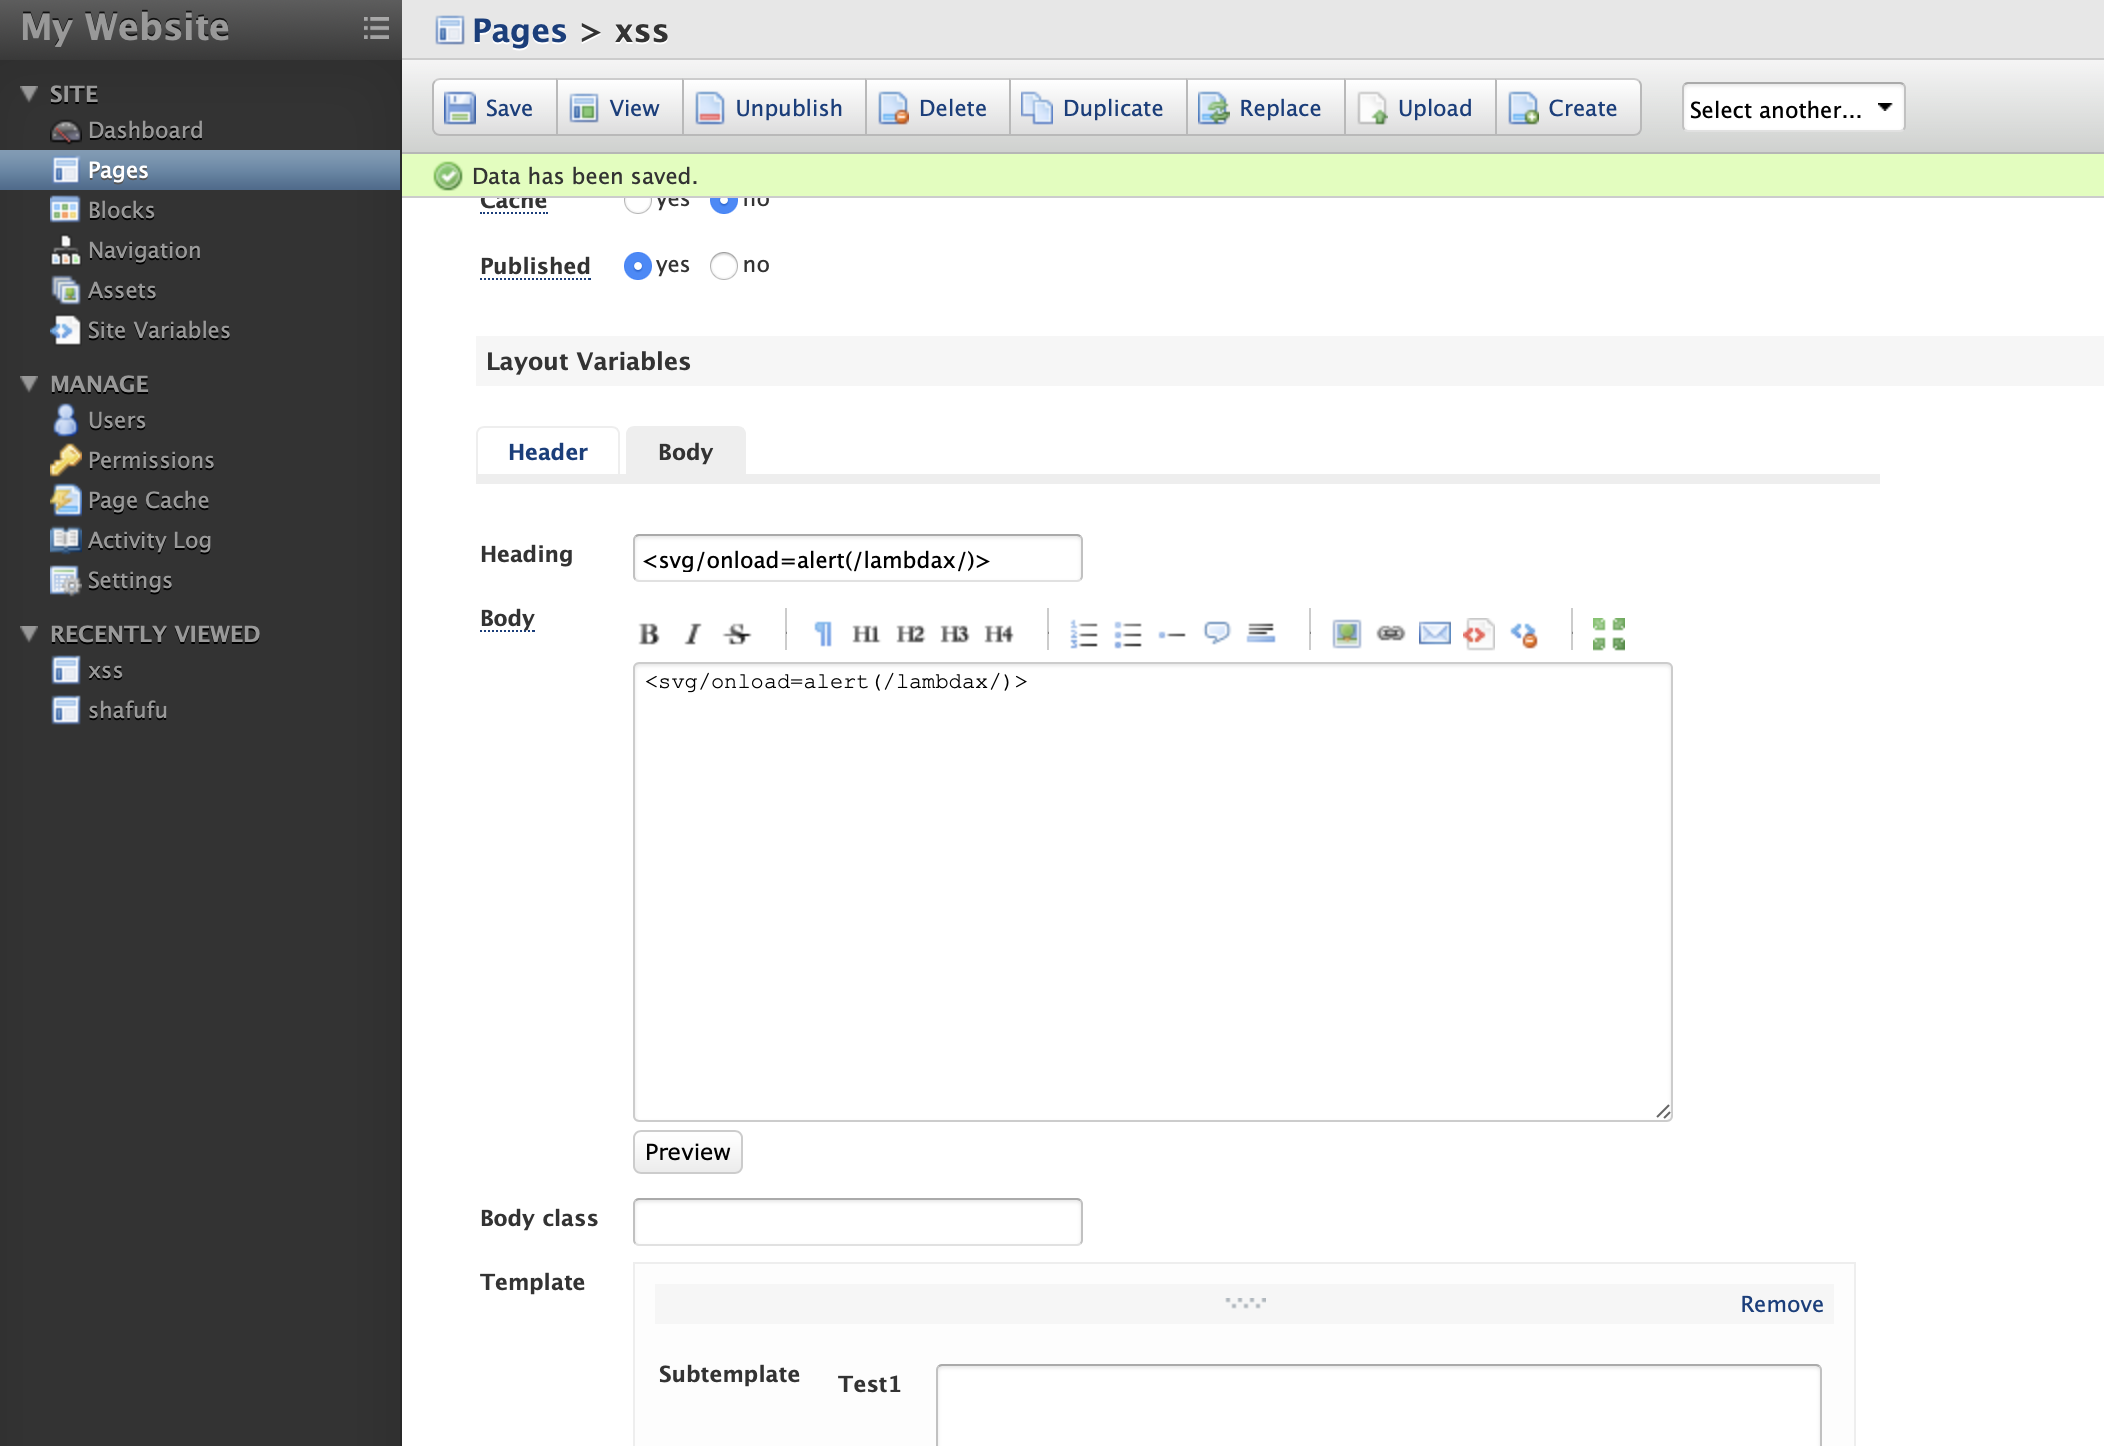 My Website
SITE
Dashboard
Pages
Blocks
Navigation
Assets
Site Variables
MANAGE
Users
Permissions
Page Cache
Activity Log
Settings
RECENTLY VIEWED
xss
shafufu
Pages > xss
Save View Unpublish Delete Duplicate Replace Upload Create Select another...
Data has been saved.
Cache yes no
Published yes no
Layout Variables
Header Body
Heading <svg/onload=alert(/lambdax/)>
Body B I S ¶ H1 H2 H3 H4
<svg/onload=alert(/lambdax/)>
Preview
Body class
Template
Remove
Subtemplate Test1